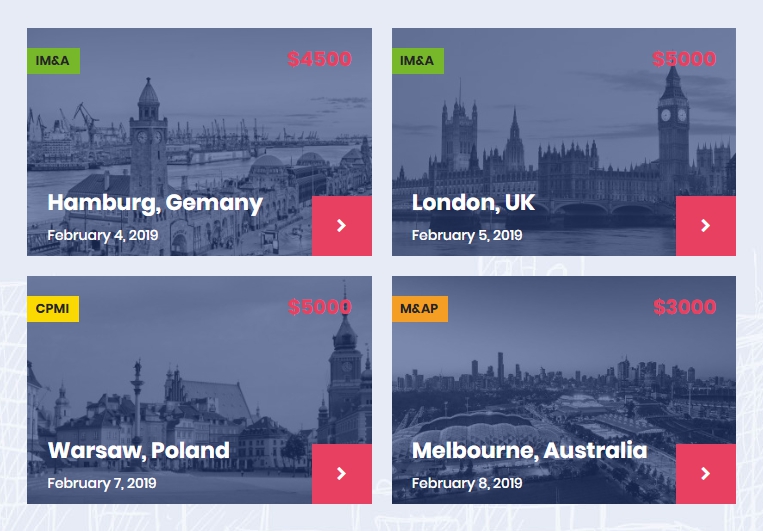 IM&A
$4500
Hamburg, Gemany
February 4, 2019
IM&A
$5000
London, UK
February 5, 2019
CPMI
$5000
Warsaw, Poland
February 7, 2019
M&AP
$3000
Melbourne, Australia
February 8, 2019